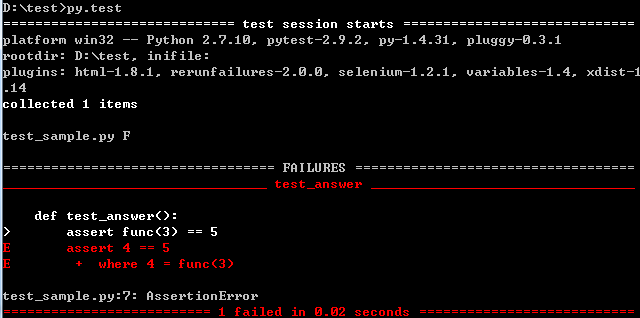 D:\test>py.test
============================= test session starts =============================
platform win32 -- Python 2.7.10, pytest-2.9.2, py-1.4.31, pluggy-0.3.1
rootdir: D:\test, inifile:
plugins: html-1.8.1, rerunfailures-2.0.0, selenium-1.2.1, variables-1.4, xdist-1
.14
collected 1 items
test_sample.py F
================================== FAILURES ===================================
_________________________________ test_answer _________________________________
    def test_answer():
>       assert func(3) == 5
E       assert 4 == 5
E        +  where 4 = func(3)
test_sample.py:7: AssertionError
========================== 1 failed in 0.02 seconds ===========================